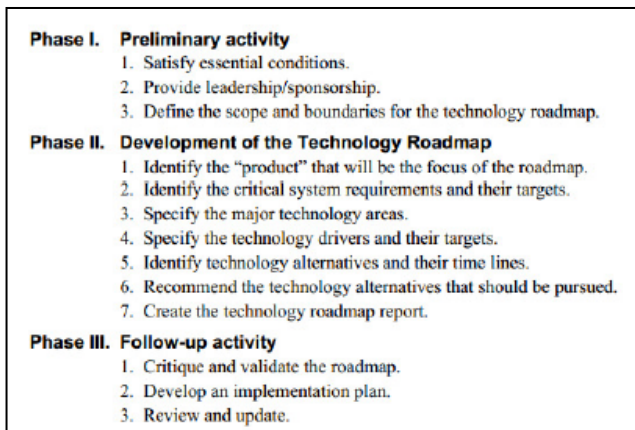 Phase I. Preliminary activity
1. Satisfy essential conditions.
2. Provide leadership/sponsorship.
3. Define the scope and boundaries for the technology roadmap.
Phase II. Development of the Technology Roadmap
1. Identify the “product” that will be the focus of the roadmap.
2. Identify the critical system requirements and their targets.
3. Specify the major technology areas.
4. Specify the technology drivers and their targets.
5. Identify technology alternatives and their time lines.
6. Recommend the technology alternatives that should be pursued.
7. Create the technology roadmap report.
Phase III. Follow-up activity
1. Critique and validate the roadmap.
2. Develop an implementation plan.
3. Review and update.